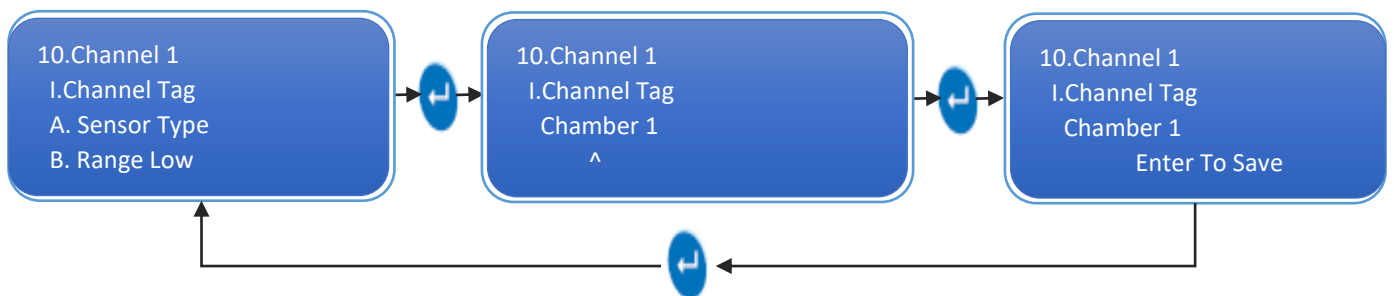 10.Channel 1
I.Channel Tag
A. Sensor Type
B. Range Low
10.Channel 1
I.Channel Tag
Chamber 1
^
10.Channel 1
I.Channel Tag
Chamber 1
Enter To Save